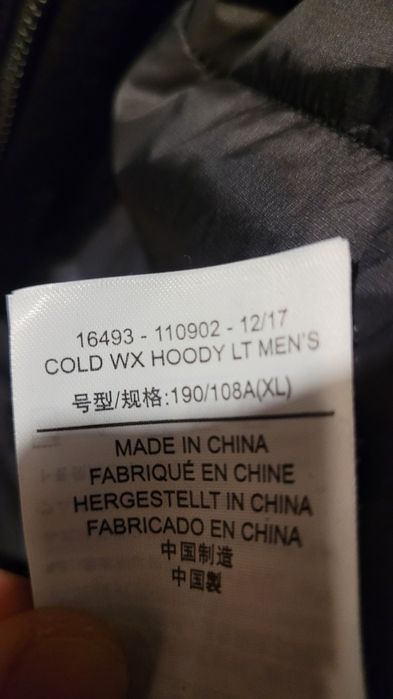 16493 - 110902 - 12/17
COLD WX HOODY LT MEN'S
号型/规格:190/108A(XL)
MADE IN CHINA
FABRIQUÉ EN CHINE
HERGESTELLT IN CHINA
FABRICADO EN CHINA
中国制造
中國製